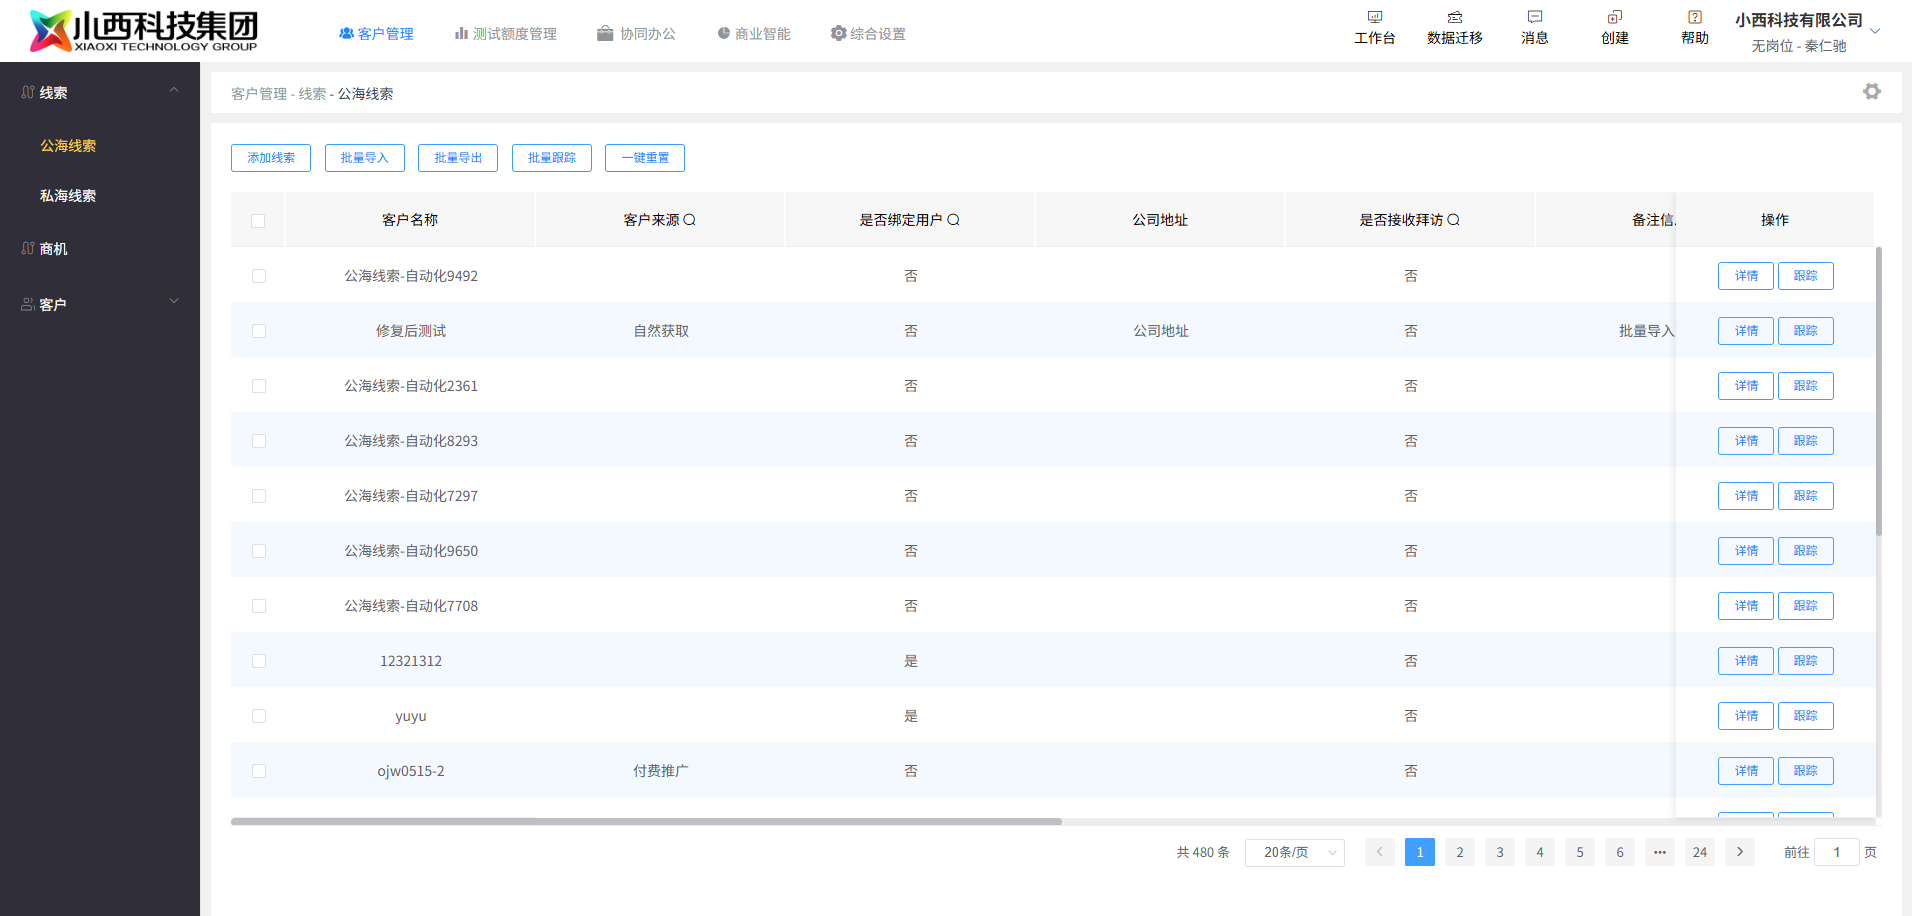 小西科技集团
XIAOXI TECHNOLOGY GROUP
客户管理 测试额度管理 协同办公 商业智能 综合设置
工作台 数据迁移 消息 创建 帮助
小西科技有限公司
无岗位 - 秦仁驰
线索
公海线索
私海线索
商机
客户
客户管理 - 线索 - 公海线索
添加线索 批量导入 批量导出 批量跟踪 一键重置
客户名称 客户来源 是否绑定用户 公司地址 是否接收拜访 备注信 操作
公海线索-自动化9492 否 否 详情 跟踪
修复后测试 自然获取 否 公司地址 否 批量导入 详情 跟踪
公海线索-自动化2361 否 否 详情 跟踪
公海线索-自动化8293 否 否 详情 跟踪
公海线索-自动化7297 否 否 详情 跟踪
公海线索-自动化9650 否 否 详情 跟踪
公海线索-自动化7708 否 否 详情 跟踪
12321312 是 否 详情 跟踪
yuyu 是 否 详情 跟踪
ojw0515-2 付费推广 否 否 详情 跟踪
共 480 条 20条/页 1 2 3 4 5 6 ••• 24 前往 1 页